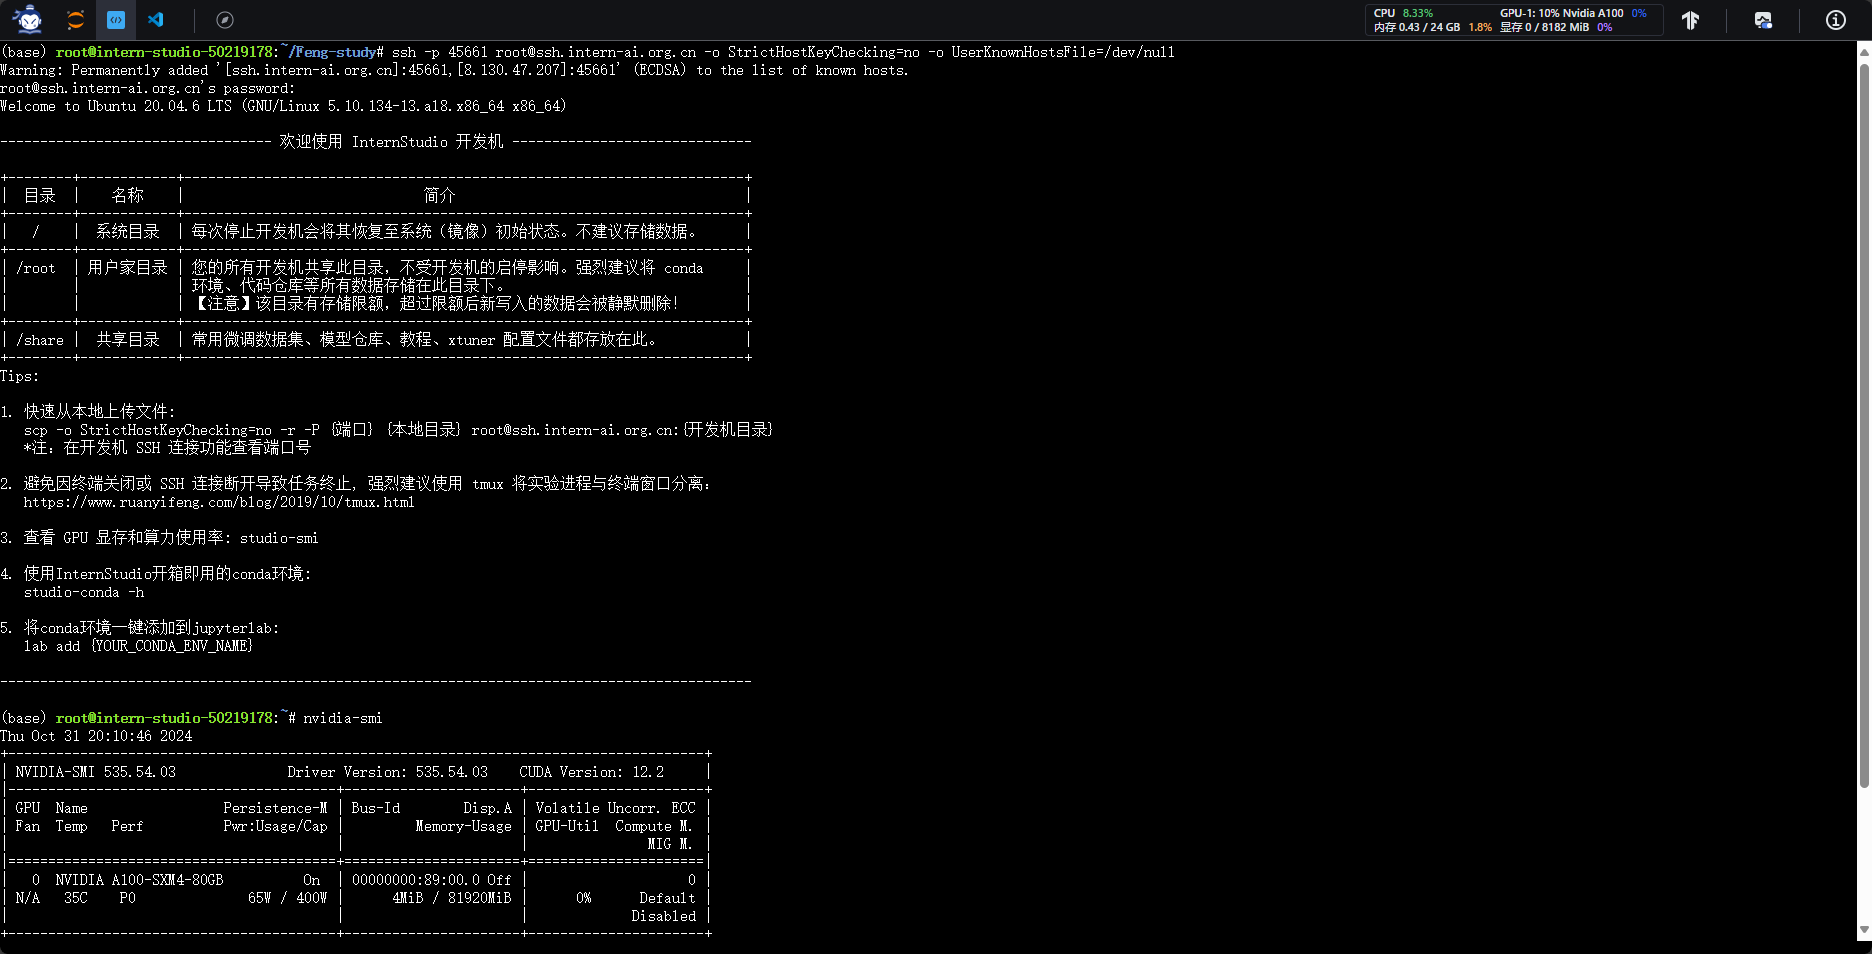 CPU 8.33% GPU-1: 10% Nvidia A100 0%
内存 0.43 / 24 GB 1.8% 显存 0 / 8182 MiB 0%
(base) root@intern-studio-50219178:~/Feng-study# ssh -p 45661 root@ssh.intern-ai.org.cn -o StrictHostKeyChecking=no -o UserKnownHostsFile=/dev/null
Warning: Permanently added '[ssh.intern-ai.org.cn]:45661,[8.130.47.207]:45661' (ECDSA) to the list of known hosts.
root@ssh.intern-ai.org.cn's password:
Welcome to Ubuntu 20.04.6 LTS (GNU/Linux 5.10.134-13.al8.x86_64 x86_64)
---------------------------------- 欢迎使用 InternStudio 开发机 ------------------------------
+--------+------------+----------------------------------------------------------------------+
| 目录 | 名称 | 简介 |
+--------+------------+----------------------------------------------------------------------+
| / | 系统目录 | 每次停止开发机会将其恢复至系统（镜像）初始状态。不建议存储数据。 |
+--------+------------+----------------------------------------------------------------------+
| /root | 用户家目录 | 您的所有开发机共享此目录，不受开发机的启停影响。强烈建议将 conda |
| | | 环境、代码仓库等所有数据存储在此目录下。 |
| | | 【注意】该目录有存储限额，超过限额后新写入的数据会被静默删除！ |
+--------+------------+----------------------------------------------------------------------+
| /share | 共享目录 | 常用微调数据集、模型仓库、教程、xtuner 配置文件都存放在此。 |
+--------+------------+----------------------------------------------------------------------+
Tips:
1. 快速从本地上传文件:
scp -o StrictHostKeyChecking=no -r -P {端口} {本地目录} root@ssh.intern-ai.org.cn:{开发机目录}
*注: 在开发机 SSH 连接功能查看端口号
2. 避免因终端关闭或 SSH 连接断开导致任务终止, 强烈建议使用 tmux 将实验进程与终端窗口分离:
https://www.ruanyifeng.com/blog/2019/10/tmux.html
3. 查看 GPU 显存和算力使用率: studio-smi
4. 使用InternStudio开箱即用的conda环境:
studio-conda -h
5. 将conda环境一键添加到jupyterlab:
lab add {YOUR_CONDA_ENV_NAME}
----------------------------------------------------------------------------------------------
(base) root@intern-studio-50219178:~# nvidia-smi
Thu Oct 31 20:10:46 2024
+---------------------------------------------------------------------------------------+
| NVIDIA-SMI 535.54.03 Driver Version: 535.54.03 CUDA Version: 12.2 |
|-----------------------------------------+----------------------+----------------------+
| GPU Name Persistence-M | Bus-Id Disp.A | Volatile Uncorr. ECC |
| Fan Temp Perf Pwr:Usage/Cap | Memory-Usage | GPU-Util Compute M. |
| | | MIG M. |
|=========================================+======================+======================|
| 0 NVIDIA A100-SXM4-80GB On | 00000000:89:00.0 Off | 0 |
| N/A 35C P0 65W / 400W | 4MiB / 81920MiB | 0% Default |
| | | Disabled |
+-----------------------------------------+----------------------+----------------------+